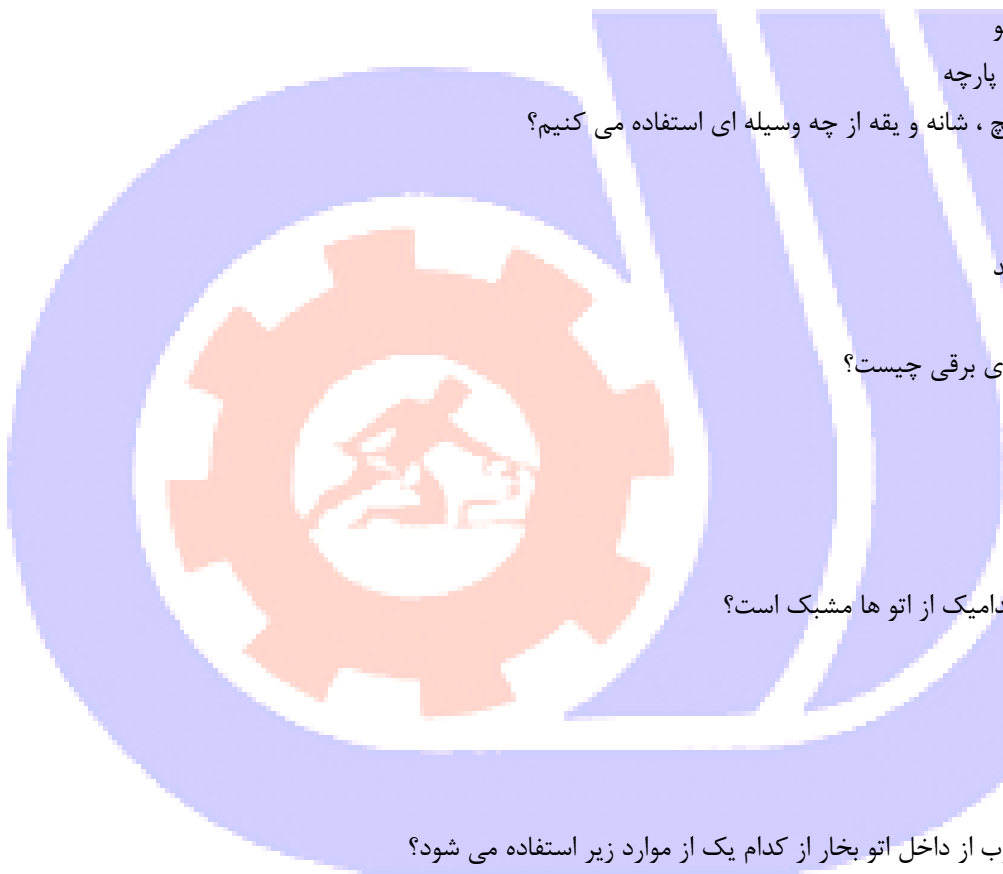 و
پارچه
چ ، شانه و یقه از چه وسیله ای استفاده می کنیم؟
د
ی برقی چیست؟
دامیک از اتو ها مشبک است؟
ب از داخل اتو بخار از کدام یک از موارد زیر استفاده می شود؟